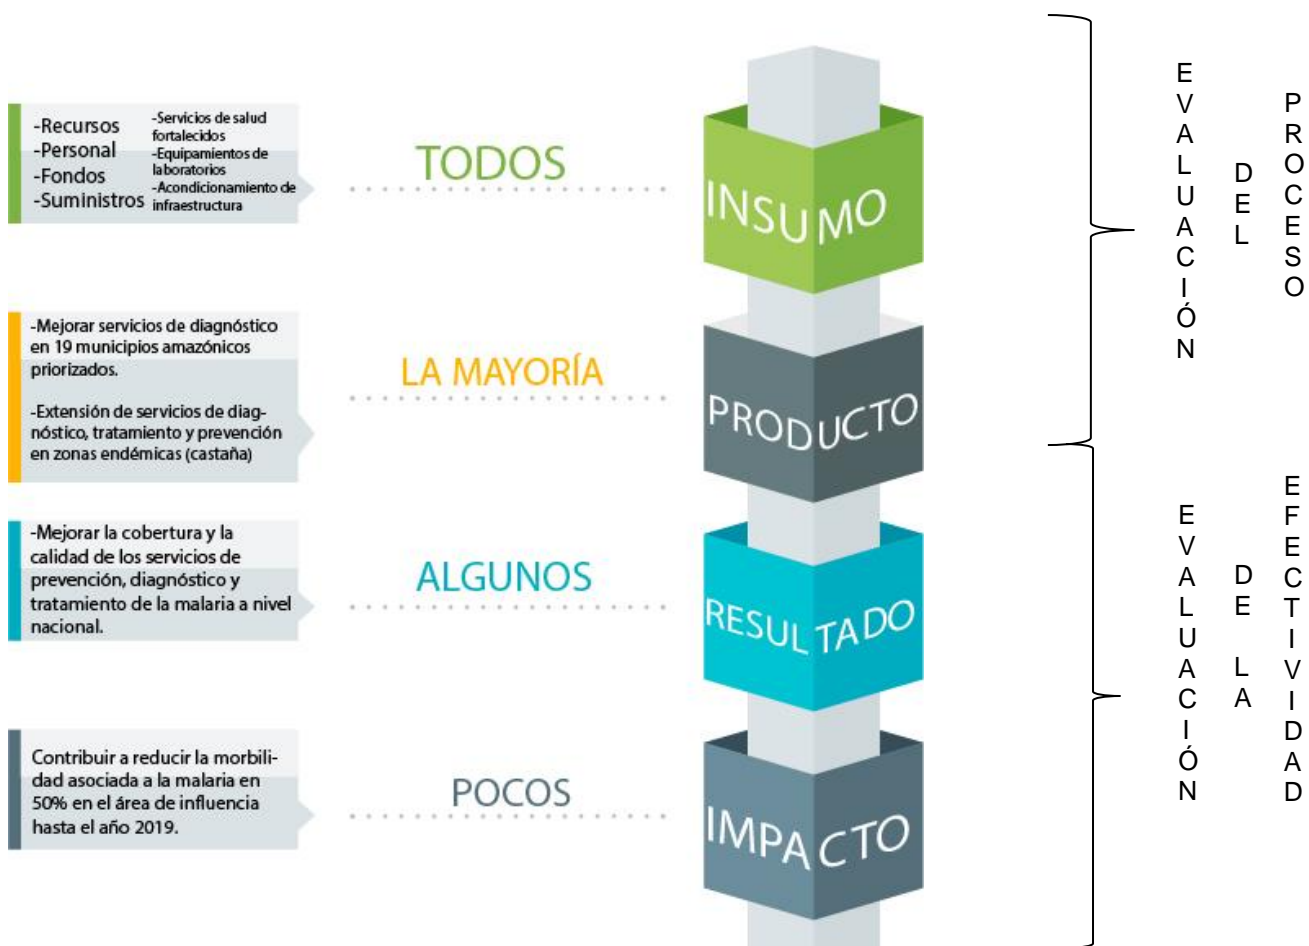 -Recursos
-Personal
-Fondos
-Suministros
-Servicios de salud
fortalecidos
-Equipamientos de
laboratorios
-Acondicionamiento de
infraestructura
TODOS
INSUMO
-Mejorar servicios de diagnóstico
en 19 municipios amazónicos
priorizados.
-Extensión de servicios de diag-
nóstico, tratamiento y prevención
en zonas endémicas (castaña)
LA MAYORÍA
PRODUCTO
EVALUACIÓN
DEL
PROCESO
-Mejorar la cobertura y la
calidad de los servicios de
prevención, diagnóstico y
tratamiento de la malaria a nivel
nacional.
ALGUNOS
RESULTADO
Contribuir a reducir la morbili-
dad asociada a la malaria en
50% en el área de influencia
hasta el año 2019.
POCOS
IMPACTO
EVALUACIÓN
DE LA
EFECTIVIDAD